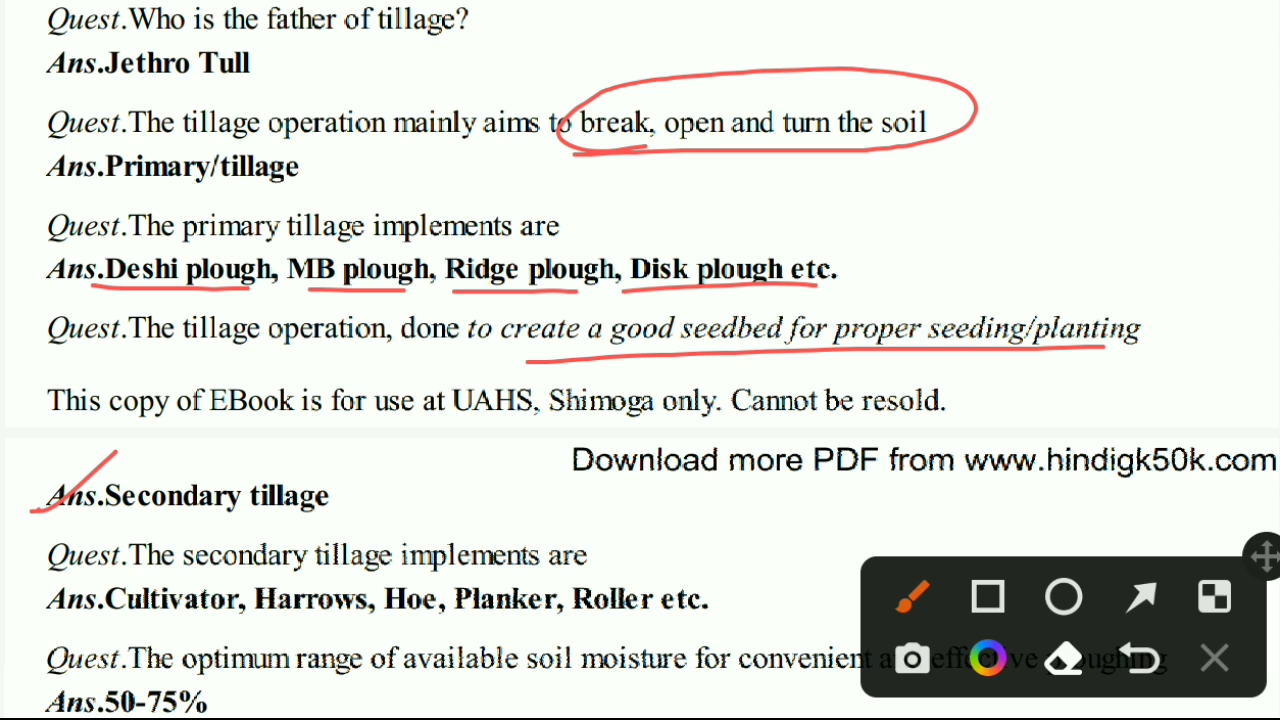 Quest.Who is the father of tillage?
Ans.Jethro Tull
Quest.The tillage operation mainly aims to break, open and turn the soil
Ans.Primary/tillage
Quest.The primary tillage implements are
Ans.Deshi plough, MB plough, Ridge plough, Disk plough etc.
Quest.The tillage operation, done to create a good seedbed for proper seeding/planting
This copy of EBook is for use at UAHS, Shimoga only. Cannot be resold.
Download more PDF from www.hindigk50k.com
Ans.Secondary tillage
Quest.The secondary tillage implements are
Ans.Cultivator, Harrows, Hoe, Planker, Roller etc.
Quest.The optimum range of available soil moisture for convenient
Ans.50-75%